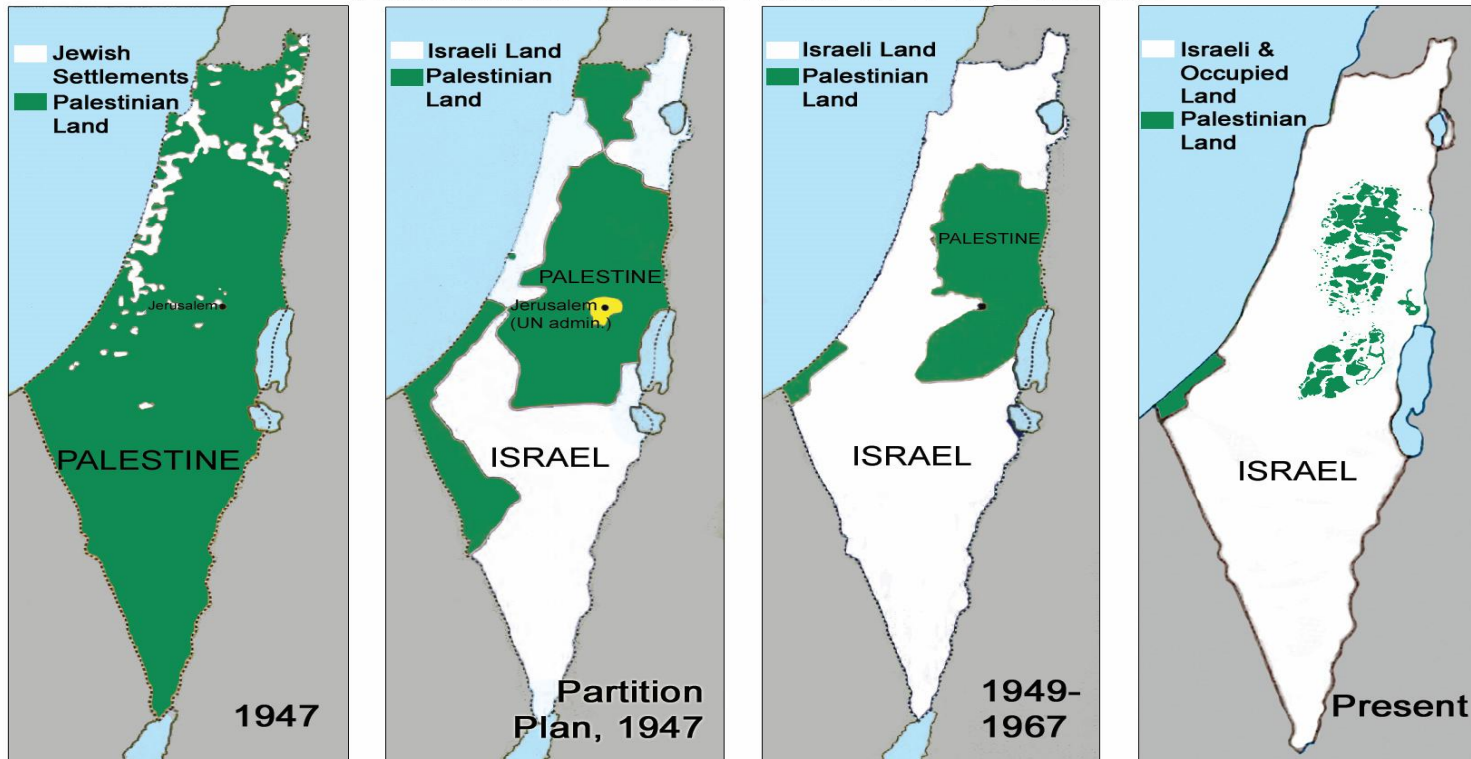 Jewish
Settlements
Palestinian
Land
Jerusalem
PALESTINE
1947
Israeli Land
Palestinian
Land
PALESTINE
Jerusalem
(UN admin.)
ISRAEL
Partition
Plan, 1947
Israeli Land
Palestinian
Land
PALESTINE
ISRAEL
1949-
1967
Israeli &
Occupied
Land
Palestinian
Land
ISRAEL
Present